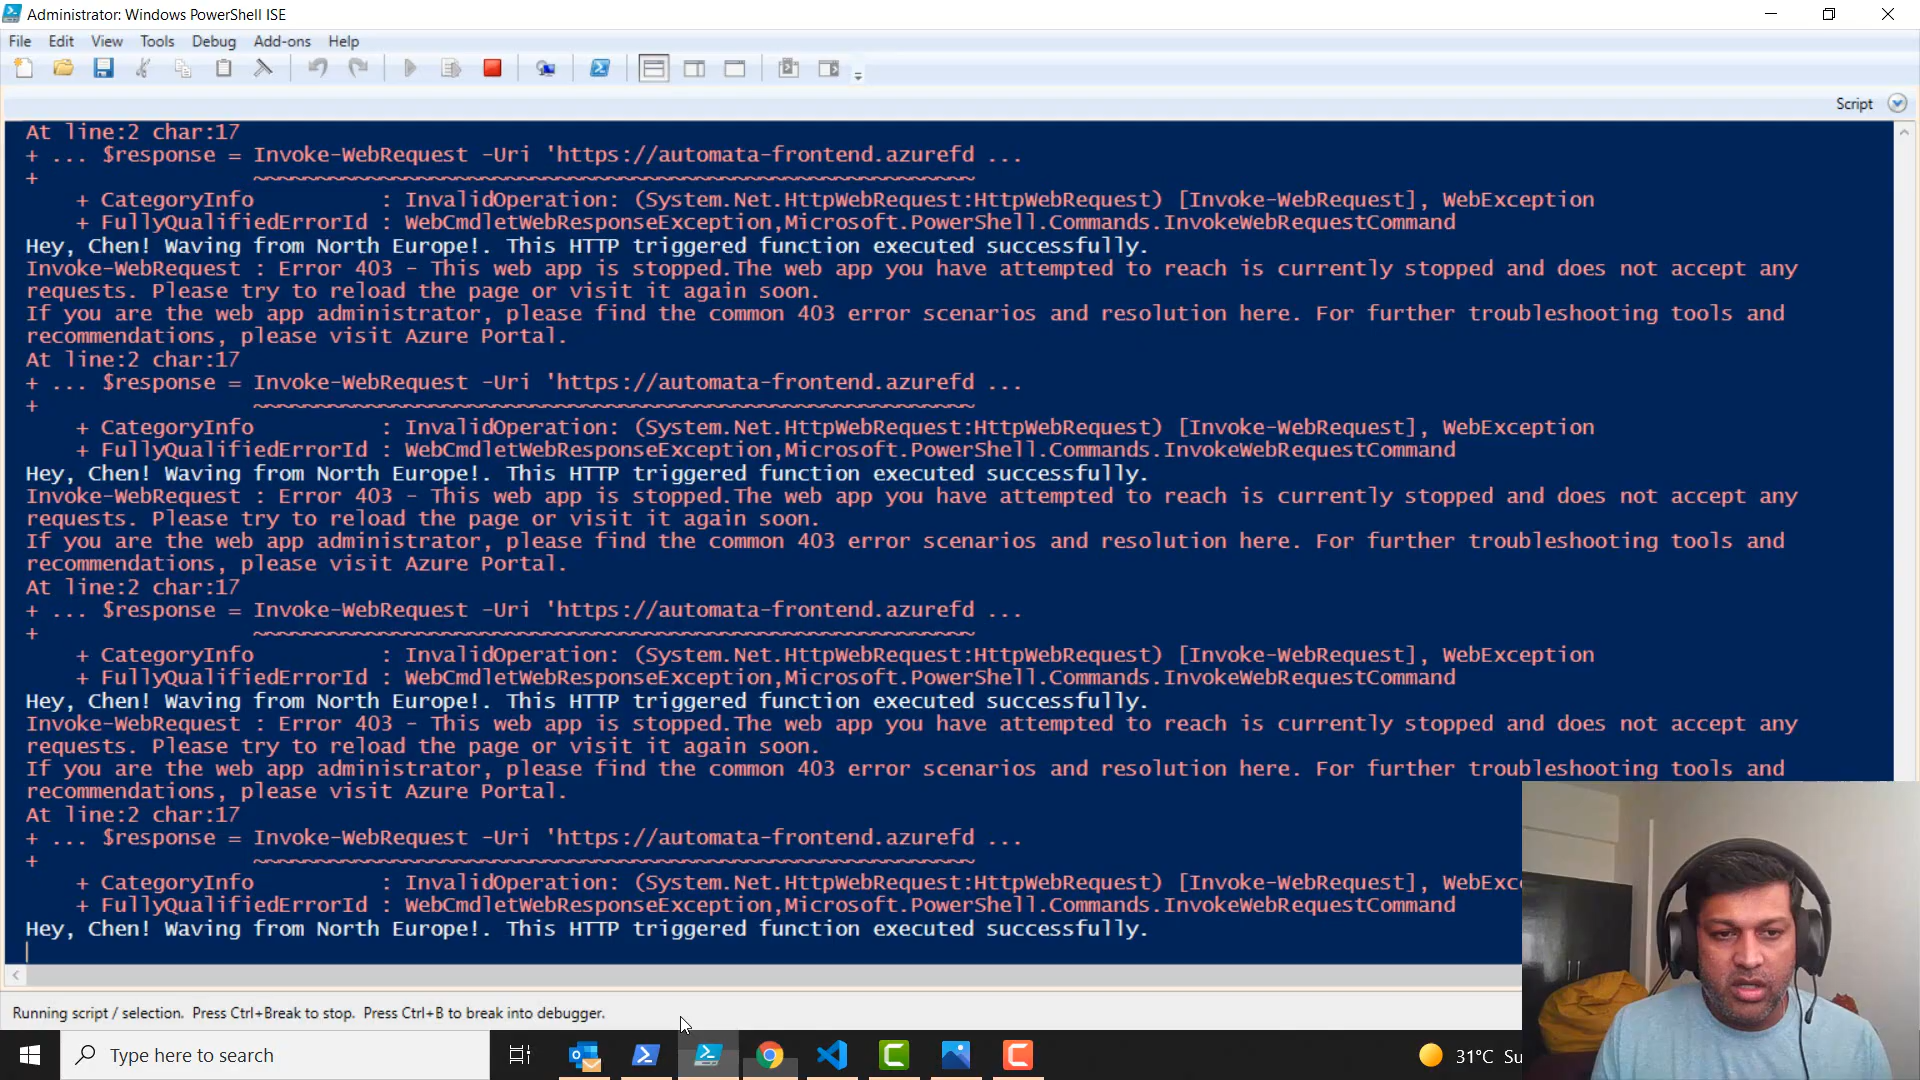 Administrator: Windows PowerShell ISE
File Edit View Tools Debug Add-ons Help
Script
At line:2 char:17
+ ... $response = Invoke-WebRequest -Uri 'https://automata-frontend.azurefd ...
+ ~~~~~~~~~~~~~~~~~~~~~~~~~~~~~~~~~~~~~~~~~~~~~~~~~~~~~~~~~
+ CategoryInfo : InvalidOperation: (System.Net.HttpWebRequest:HttpWebRequest) [Invoke-WebRequest], WebException
+ FullyQualifiedErrorId : WebCmdletWebResponseException,Microsoft.PowerShell.Commands.InvokeWebRequestCommand
Hey, Chen! Waving from North Europe!. This HTTP triggered function executed successfully.
Invoke-WebRequest : Error 403 - This web app is stopped.The web app you have attempted to reach is currently stopped and does not accept any
requests. Please try to reload the page or visit it again soon.
If you are the web app administrator, please find the common 403 error scenarios and resolution here. For further troubleshooting tools and
recommendations, please visit Azure Portal.
At line:2 char:17
+ ... $response = Invoke-WebRequest -Uri 'https://automata-frontend.azurefd ...
+ ~~~~~~~~~~~~~~~~~~~~~~~~~~~~~~~~~~~~~~~~~~~~~~~~~~~~~~~~~
+ CategoryInfo : InvalidOperation: (System.Net.HttpWebRequest:HttpWebRequest) [Invoke-WebRequest], WebException
+ FullyQualifiedErrorId : WebCmdletWebResponseException,Microsoft.PowerShell.Commands.InvokeWebRequestCommand
Hey, Chen! Waving from North Europe!. This HTTP triggered function executed successfully.
Invoke-WebRequest : Error 403 - This web app is stopped.The web app you have attempted to reach is currently stopped and does not accept any
requests. Please try to reload the page or visit it again soon.
If you are the web app administrator, please find the common 403 error scenarios and resolution here. For further troubleshooting tools and
recommendations, please visit Azure Portal.
At line:2 char:17
+ ... $response = Invoke-WebRequest -Uri 'https://automata-frontend.azurefd ...
+ ~~~~~~~~~~~~~~~~~~~~~~~~~~~~~~~~~~~~~~~~~~~~~~~~~~~~~~~~~
+ CategoryInfo : InvalidOperation: (System.Net.HttpWebRequest:HttpWebRequest) [Invoke-WebRequest], WebException
+ FullyQualifiedErrorId : WebCmdletWebResponseException,Microsoft.PowerShell.Commands.InvokeWebRequestCommand
Hey, Chen! Waving from North Europe!. This HTTP triggered function executed successfully.
Invoke-WebRequest : Error 403 - This web app is stopped.The web app you have attempted to reach is currently stopped and does not accept any
requests. Please try to reload the page or visit it again soon.
If you are the web app administrator, please find the common 403 error scenarios and resolution here. For further troubleshooting tools and
recommendations, please visit Azure Portal.
At line:2 char:17
+ ... $response = Invoke-WebRequest -Uri 'https://automata-frontend.azurefd ...
+ ~~~~~~~~~~~~~~~~~~~~~~~~~~~~~~~~~~~~~~~~~~~~~~~~~~~~~~~~~
+ CategoryInfo : InvalidOperation: (System.Net.HttpWebRequest:HttpWebRequest) [Invoke-WebRequest], WebExc
+ FullyQualifiedErrorId : WebCmdletWebResponseException,Microsoft.PowerShell.Commands.InvokeWebRequestCommand
Hey, Chen! Waving from North Europe!. This HTTP triggered function executed successfully.
Running script / selection. Press Ctrl+Break to stop. Press Ctrl+B to break into debugger.
Type here to search
31°C Su